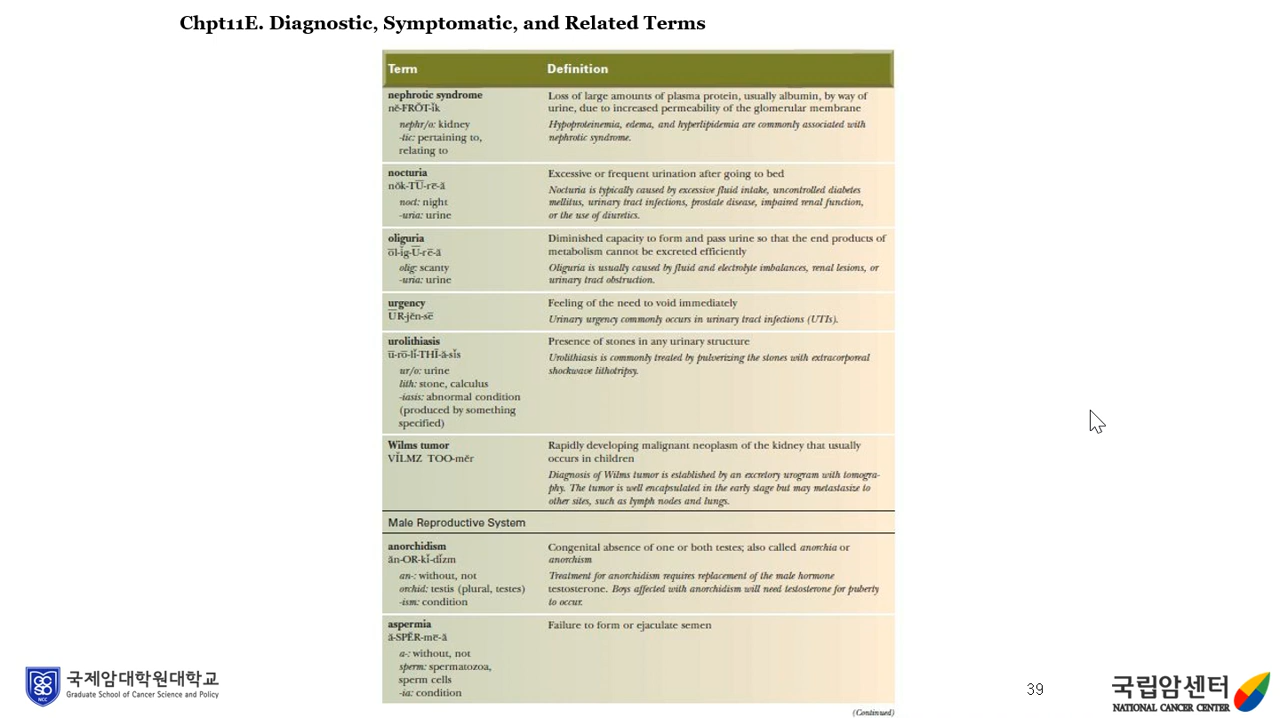 Chpt11E. Diagnostic, Symptomatic, and Related Terms
Term Definition
nephrotic syndrome
nĕ-FRŌT-ĭk
nephr/o: kidney
-tic: pertaining to,
relating to
Loss of large amounts of plasma protein, usually albumin, by way of
urine, due to increased permeability of the glomerular membrane
Hypoproteinemia, edema, and hyperlipidemia are commonly associated with
nephrotic syndrome.
nocturia
nŏk-TŪ-rē-ă
noct: night
-uria: urine
Excessive or frequent urination after going to bed
Nocturia is typically caused by excessive fluid intake, uncontrolled diabetes
mellitus, urinary tract infections, prostate disease, impaired renal function,
or the use of diuretics.
oliguria
ŏl-ĭg-Ū-rē-ă
olig: scanty
-uria: urine
Diminished capacity to form and pass urine so that the end products of
metabolism cannot be excreted efficiently
Oliguria is usually caused by fluid and electrolyte imbalances, renal lesions, or
urinary tract obstruction.
urgency
ŬR-jĕn-sē
Feeling of the need to void immediately
Urinary urgency commonly occurs in urinary tract infections (UTIs).
urolithiasis
ū-rō-lĭ-THĪ-ă-sĭs
ur/o: urine
lith: stone, calculus
-iasis: abnormal condition
(produced by something
specified)
Presence of stones in any urinary structure
Urolithiasis is commonly treated by pulverizing the stones with extracorporeal
shockwave lithotripsy.
Wilms tumor
VĬLMZ TOO-mĕr
Rapidly developing malignant neoplasm of the kidney that usually
occurs in children
Diagnosis of Wilms tumor is established by an excretory urogram with tomogra-
phy. The tumor is well encapsulated in the early stage but may metastasize to
other sites, such as lymph nodes and lungs.
Male Reproductive System
anorchidism
ăn-OR-kĭ-dĭzm
an-: without, not
orchid: testis (plural, testes)
-ism: condition
Congenital absence of one or both testes; also called anorchia or
anorchism
Treatment for anorchidism requires replacement of the male hormone
testosterone. Boys affected with anorchidism will need testosterone for puberty
to occur.
aspermia
ă-SPĔR-mē-ă
a-: without, not
sperm: spermatozoa,
sperm cells
-ia: condition
Failure to form or ejaculate semen
(Continued)
NCC
국제암대학원대학교
Graduate School of Cancer Science and Policy
39
국립암센터
NATIONAL CANCER CENTER